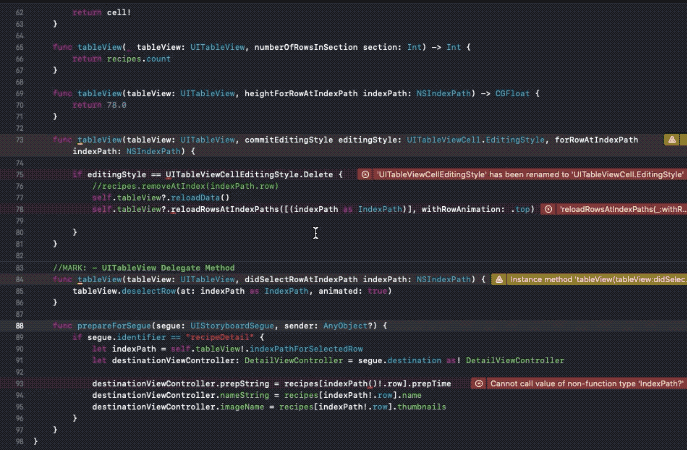 62 return cell!
63 }
64
65 func tableView(_ tableView: UITableView, numberOfRowsInSection section: Int) -> Int {
66 return recipes.count
67 }
68
69 func tableView(tableView: UITableView, heightForRowAtIndexPath indexPath: NSIndexPath) -> CGFloat {
70 return 78.0
71 }
72
73 func tableView(tableView: UITableView, commitEditingStyle editingStyle: UITableViewCell.EditingStyle, forRowAtIndexPath
indexPath: NSIndexPath) {
74
75 if editingStyle == UITableViewCellEditingStyle.Delete { 'UITableViewCellEditingStyle' has been renamed to 'UITableViewCell.EditingStyle'
76 //recipes.removeAtIndex(indexPath.row)
77 self.tableView?.reloadData()
78 self.tableView?.reloadRowsAtIndexPaths([(indexPath as IndexPath)], withRowAnimation: .top) 'reloadRowsAtIndexPaths(_:withR...
79
80 }
81 }
82
83 //MARK: - UITableView Delegate Method
84 func tableView(tableView: UITableView, didSelectRowAtIndexPath indexPath: NSIndexPath) { Instance method 'tableView(tableView:didSelec
85 tableView.deselectRow(at: indexPath as IndexPath, animated: true)
86 }
87
88 func prepareForSegue(segue: UIStoryboardSegue, sender: AnyObject?) {
89 if segue.identifier == "recipeDetail" {
90 let indexPath = self.tableView!.indexPathForSelectedRow
91 let destinationViewController: DetailViewController = segue.destination as! DetailViewController
92
93 destinationViewController.prepString = recipes[indexPath()!.row].prepTime Cannot call value of non-function type 'IndexPath?'
94 destinationViewController.nameString = recipes[indexPath!.row].name
95 destinationViewController.imageName = recipes[indexPath!.row].thumbnails
96 }
97 }
98 }